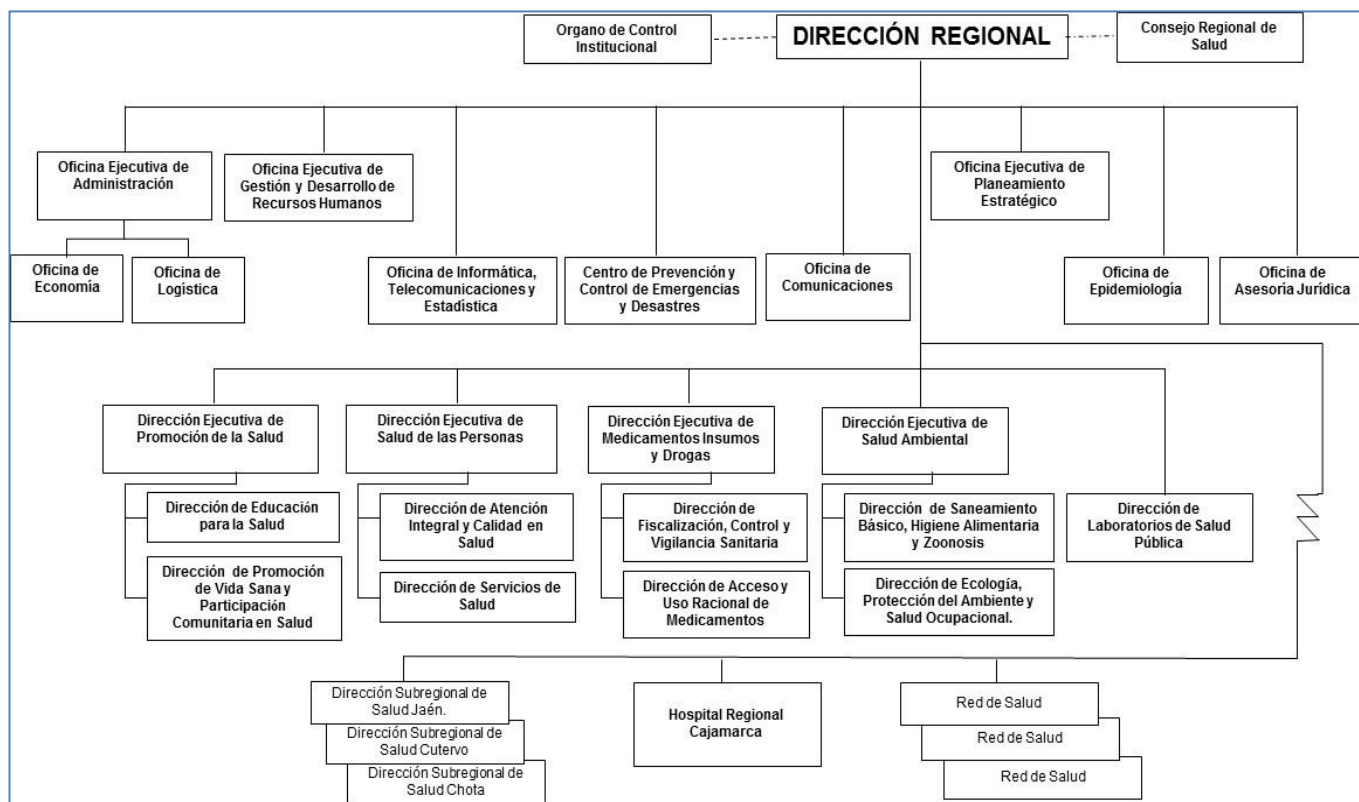 Organo de Control
Institucional
DIRECCIÓN REGIONAL
Consejo Regional de
Salud
Oficina Ejecutiva de
Administración
Oficina Ejecutiva de
Gestión y Desarrollo de
Recursos Humanos
Oficina Ejecutiva de
Planeamiento
Estratégico
Oficina de
Economía
Oficina de
Logística
Oficina de Informática,
Telecomunicaciones y
Estadística
Centro de Prevención y
Control de Emergencias
y Desastres
Oficina de
Comunicaciones
Oficina de
Epidemiología
Oficina de
Asesoría Jurídica
Dirección Ejecutiva de
Promoción de la Salud
Dirección Ejecutiva de
Salud de las Personas
Dirección Ejecutiva de
Medicamentos Insumos
y Drogas
Dirección Ejecutiva de
Salud Ambiental
Dirección de Educación
para la Salud
Dirección de Atención
Integral y Calidad en
Salud
Dirección de
Fiscalización, Control y
Vigilancia Sanitaria
Dirección de Saneamiento
Básico, Higiene Alimentaria
y Zoonosis
Dirección de
Laboratorios de Salud
Pública
Dirección de Promoción
de Vida Sana y
Participación
Comunitaria en Salud
Dirección de Servicios de
Salud
Dirección de Acceso y
Uso Racional de
Medicamentos
Dirección de Ecología,
Protección del Ambiente y
Salud Ocupacional.
Dirección Subregional de
Salud Jaén.
Dirección Subregional de
Salud Cutervo
Dirección Subregional de
Salud Chota
Hospital Regional
Cajamarca
Red de Salud
Red de Salud
Red de Salud